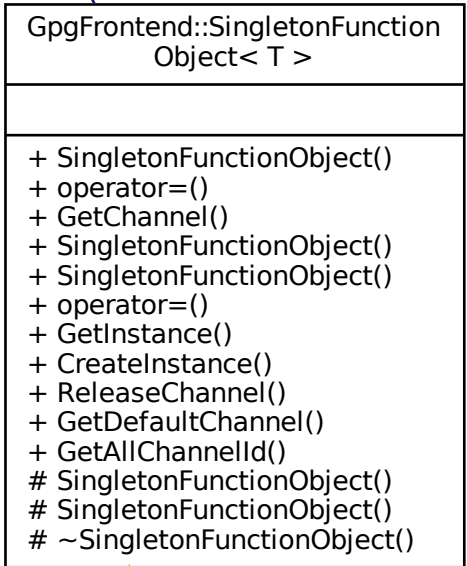 GpgFrontend::SingletonFunction
Object< T >
+ SingletonFunctionObject()
+ operator=()
+ GetChannel()
+ SingletonFunctionObject()
+ SingletonFunctionObject()
+ operator=()
+ GetInstance()
+ CreateInstance()
+ ReleaseChannel()
+ GetDefaultChannel()
+ GetAllChannelId()
# SingletonFunctionObject()
# SingletonFunctionObject()
# ~SingletonFunctionObject()